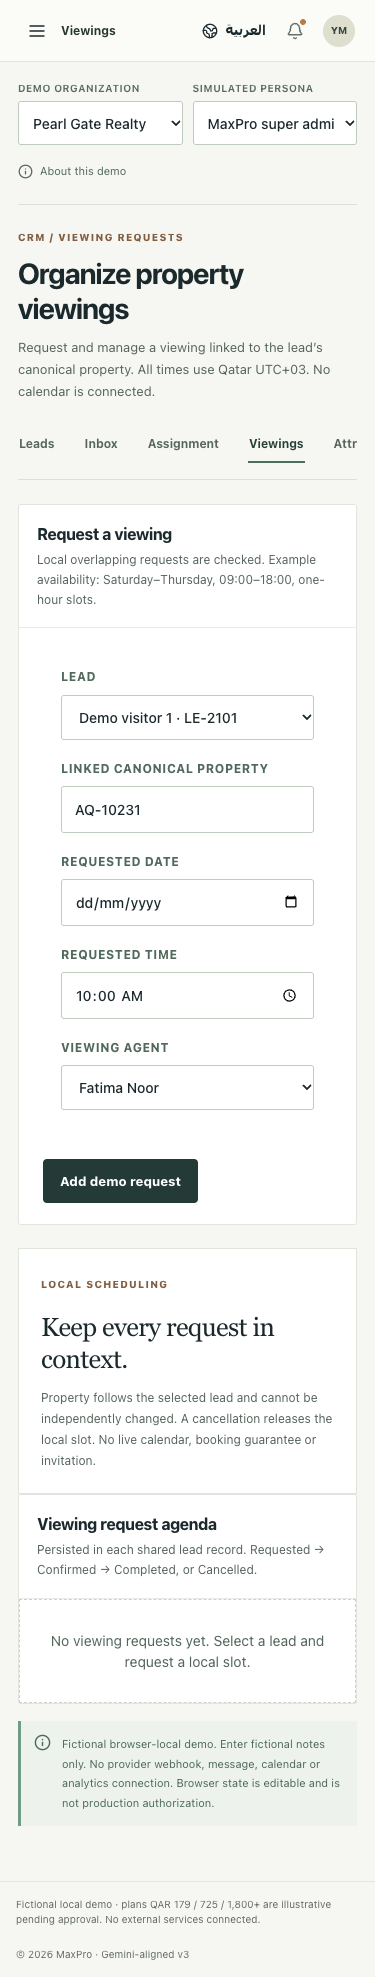 Viewings
العربية
YM
DEMO ORGANIZATION
SIMULATED PERSONA
Pearl Gate Realty
MaxPro super admi
About this demo
CRM / VIEWING REQUESTS
Organize property
viewings
Request and manage a viewing linked to the lead's
canonical property. All times use Qatar UTC+03. No
calendar is connected.
Leads Inbox Assignment Viewings Attr
Request a viewing
Local overlapping requests are checked. Example
availability: Saturday–Thursday, 09:00–18:00, one-
hour slots.
LEAD
Demo visitor 1 · LE-2101
LINKED CANONICAL PROPERTY
AQ-10231
REQUESTED DATE
dd/mm/yyyy
REQUESTED TIME
10:00 AM
VIEWING AGENT
Fatima Noor
Add demo request
LOCAL SCHEDULING
Keep every request in
context.
Property follows the selected lead and cannot be
independently changed. A cancellation releases the
local slot. No live calendar, booking guarantee or
invitation.
Viewing request agenda
Persisted in each shared lead record. Requested →
Confirmed → Completed, or Cancelled.
No viewing requests yet. Select a lead and
request a local slot.
Fictional browser-local demo. Enter fictional notes
only. No provider webhook, message, calendar or
analytics connection. Browser state is editable and is
not production authorization.
Fictional local demo · plans QAR 179 / 725 / 1,800+ are illustrative
pending approval. No external services connected.
© 2026 MaxPro · Gemini-aligned v3